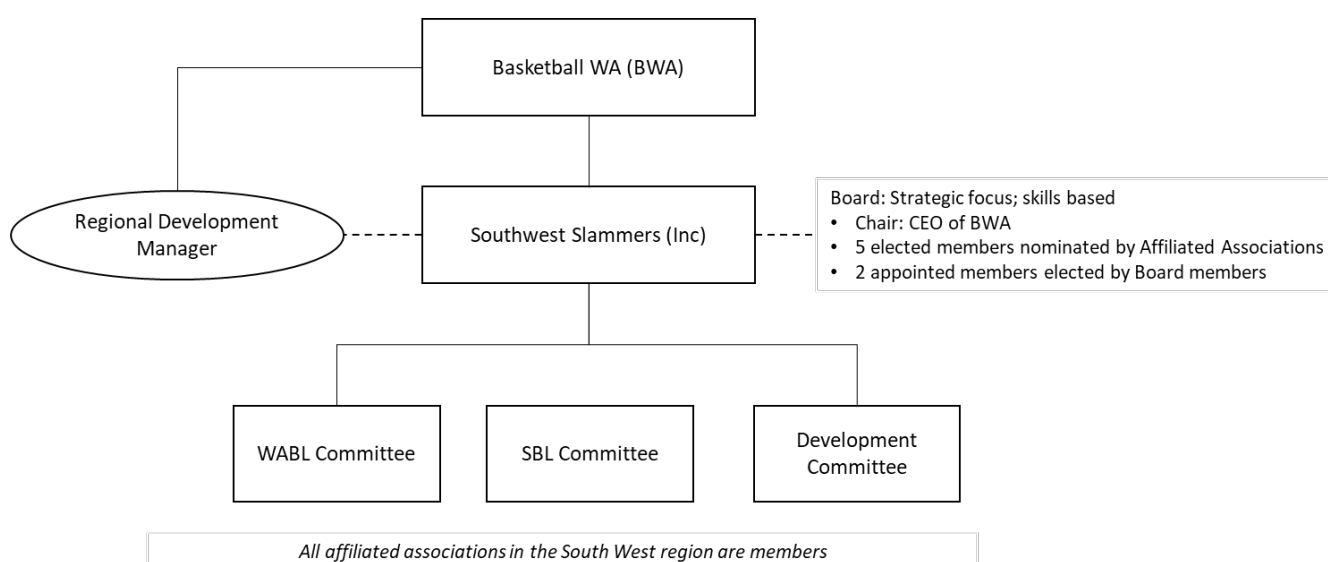 Basketball WA (BWA)
Regional Development
Manager
Southwest Slammers (Inc)
Board: Strategic focus; skills based
• Chair: CEO of BWA
• 5 elected members nominated by Affiliated Associations
• 2 appointed members elected by Board members
WABL Committee
SBL Committee
Development
Committee
All affiliated associations in the South West region are members